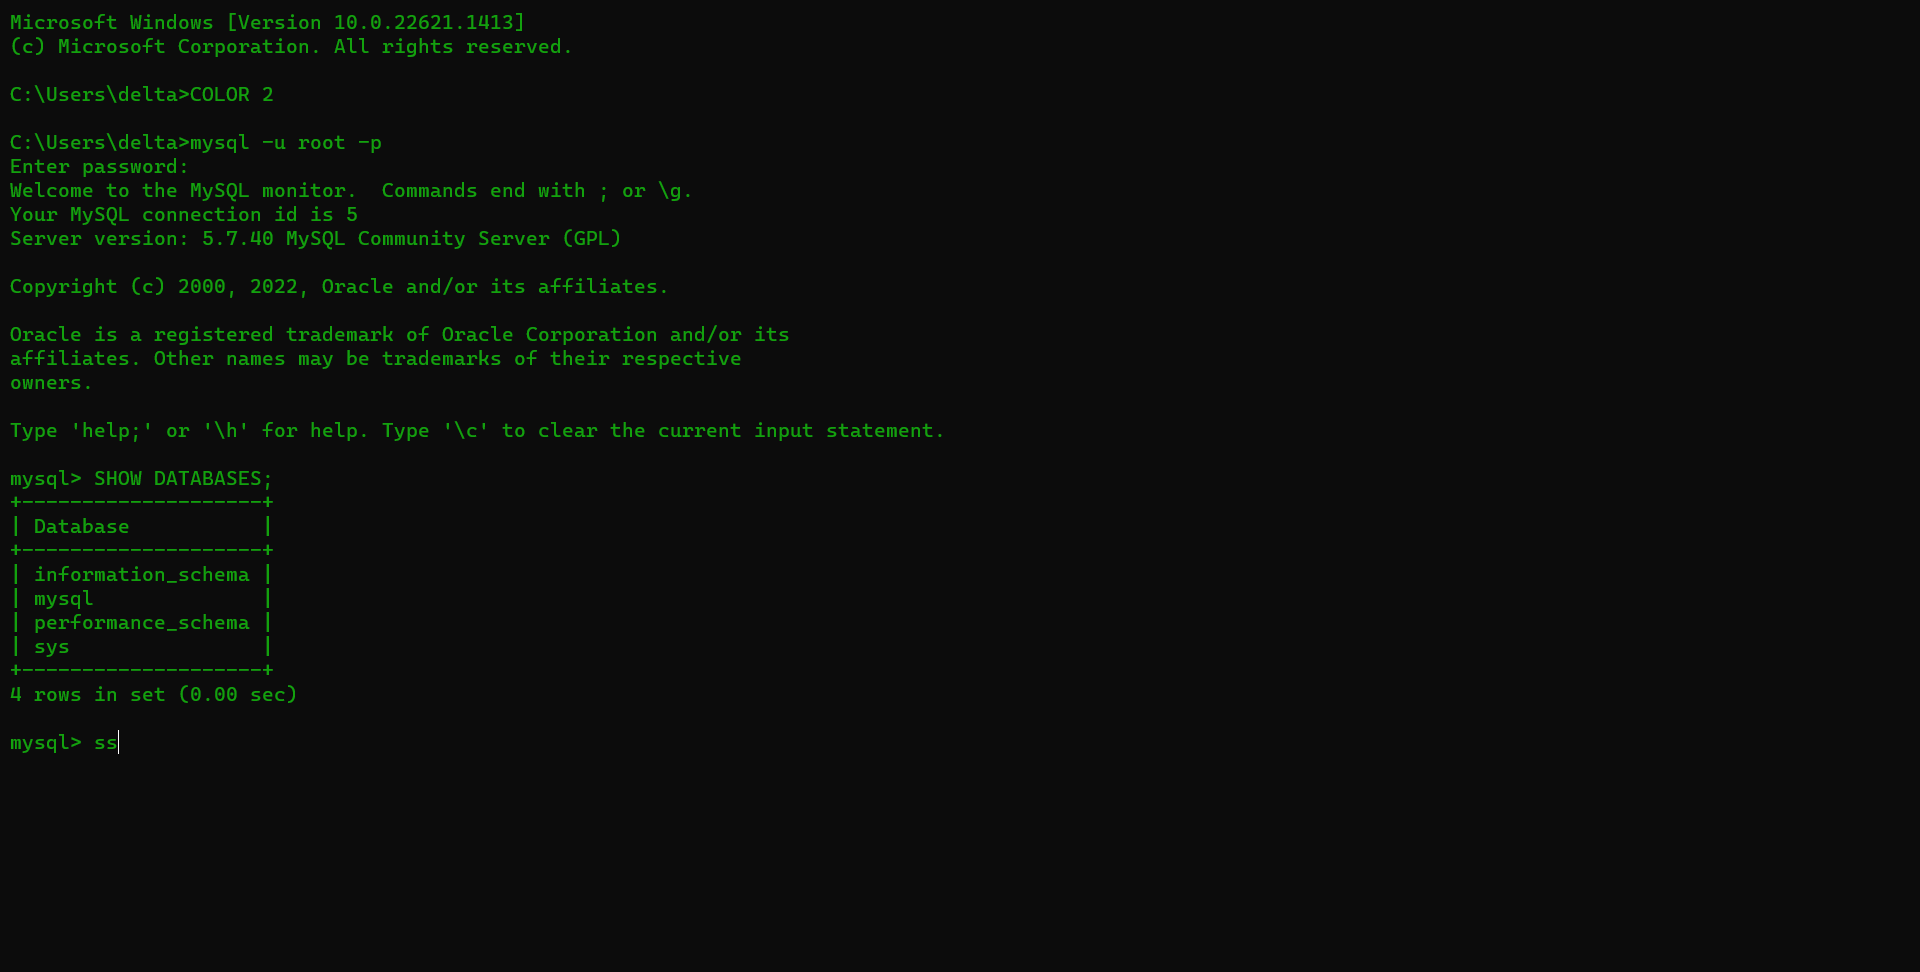 Microsoft Windows [Version 10.0.22621.1413]
(c) Microsoft Corporation. All rights reserved.
C:\Users\delta>COLOR 2
C:\Users\delta>mysql -u root -p
Enter password:
Welcome to the MySQL monitor.  Commands end with ; or \g.
Your MySQL connection id is 5
Server version: 5.7.40 MySQL Community Server (GPL)
Copyright (c) 2000, 2022, Oracle and/or its affiliates.
Oracle is a registered trademark of Oracle Corporation and/or its
affiliates. Other names may be trademarks of their respective
owners.
Type 'help;' or '\h' for help. Type '\c' to clear the current input statement.
mysql> SHOW DATABASES;
+--------------------+
| Database           |
+--------------------+
| information_schema |
| mysql              |
| performance_schema |
| sys                |
+--------------------+
4 rows in set (0.00 sec)
mysql> ss